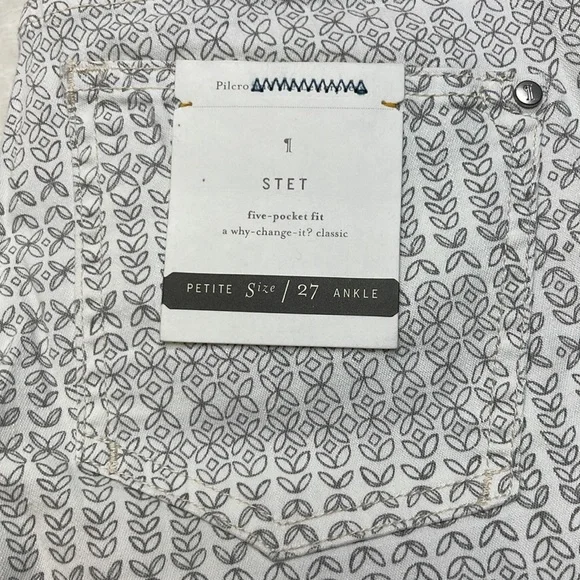 Pilcro
¶
STET
five-pocket fit
a why-change-it? classic
PETITE Size / 27 ANKLE
¶